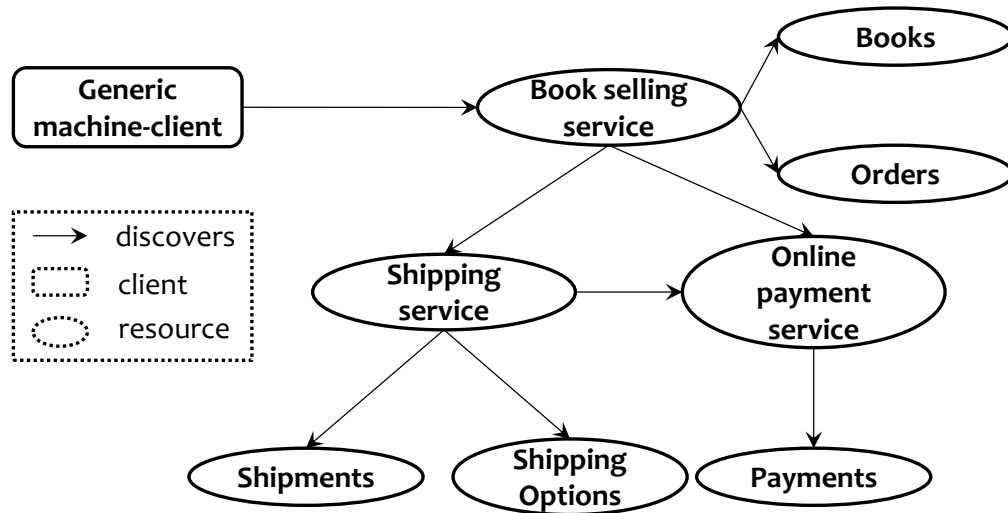 Books
Generic
machine-client
Book selling
service
Orders
discovers
client
resource
Shipping
service
Online
payment
service
Shipments
Shipping
Options
Payments